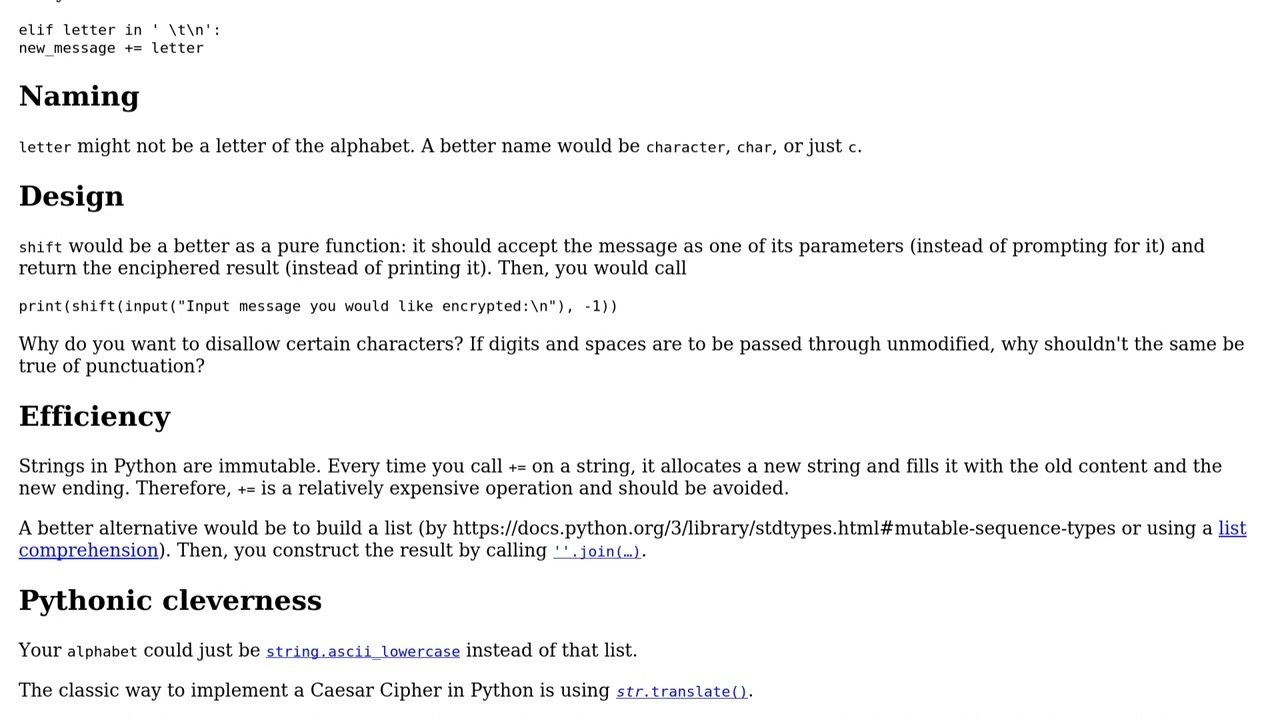 elif letter in ' \t\n':
new_message += letter
Naming
letter might not be a letter of the alphabet. A better name would be character, char, or just c.
Design
shift would be a better as a pure function: it should accept the message as one of its parameters (instead of prompting for it) and
return the enciphered result (instead of printing it). Then, you would call
print(shift(input("Input message you would like encrypted:\n"), -1))
Why do you want to disallow certain characters? If digits and spaces are to be passed through unmodified, why shouldn't the same be
true of punctuation?
Efficiency
Strings in Python are immutable. Every time you call += on a string, it allocates a new string and fills it with the old content and the
new ending. Therefore, += is a relatively expensive operation and should be avoided.
A better alternative would be to build a list (by https://docs.python.org/3/library/stdtypes.html#mutable-sequence-types or using a list
comprehension). Then, you construct the result by calling ''.join(…).
Pythonic cleverness
Your alphabet could just be string.ascii_lowercase instead of that list.
The classic way to implement a Caesar Cipher in Python is using str.translate().